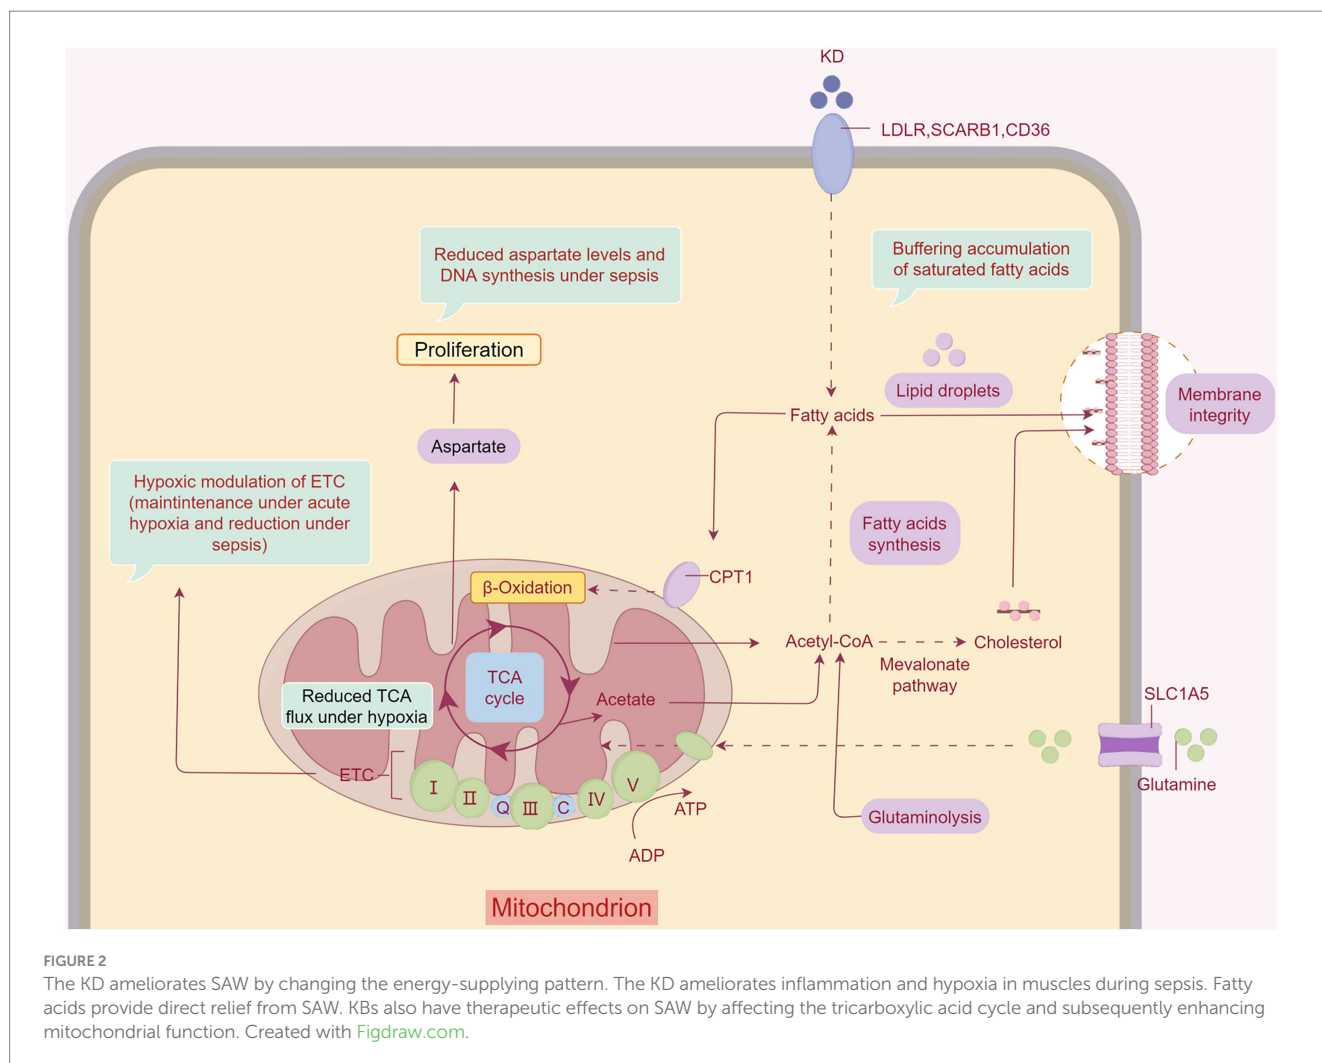 KD
LDLR,SCARB1,CD36
Reduced aspartate levels and
DNA synthesis under sepsis
Buffering accumulation
of saturated fatty acids
Proliferation
Lipid droplets
Membrane
integrity
Fatty acids
Aspartate
Hypoxic modulation of ETC
(maintintenance under acute
hypoxia and reduction under
sepsis)
Fatty acids
synthesis
CPT1
β-Oxidation
Acetyl-CoA
Cholesterol
Mevalonate
pathway
TCA
cycle
Reduced TCA
flux under hypoxia
Acetate
SLC1A5
ETC
I
II
Q
III
C
IV
V
ATP
ADP
Glutamine
Glutaminolysis
Mitochondrion
FIGURE 2
The KD ameliorates SAW by changing the energy-supplying pattern. The KD ameliorates inflammation and hypoxia in muscles during sepsis. Fatty
acids provide direct relief from SAW. KBs also have therapeutic effects on SAW by affecting the tricarboxylic acid cycle and subsequently enhancing
mitochondrial function. Created with Figdraw.com.